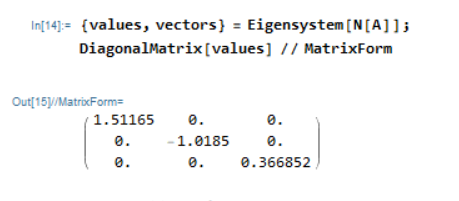 In[14]:= {values, vectors} = Eigensystem[N[A]];
DiagonalMatrix[values] // MatrixForm
Out[15]//MatrixForm=
1.51165 0. 0.
0. -1.0185 0.
0. 0. 0.366852